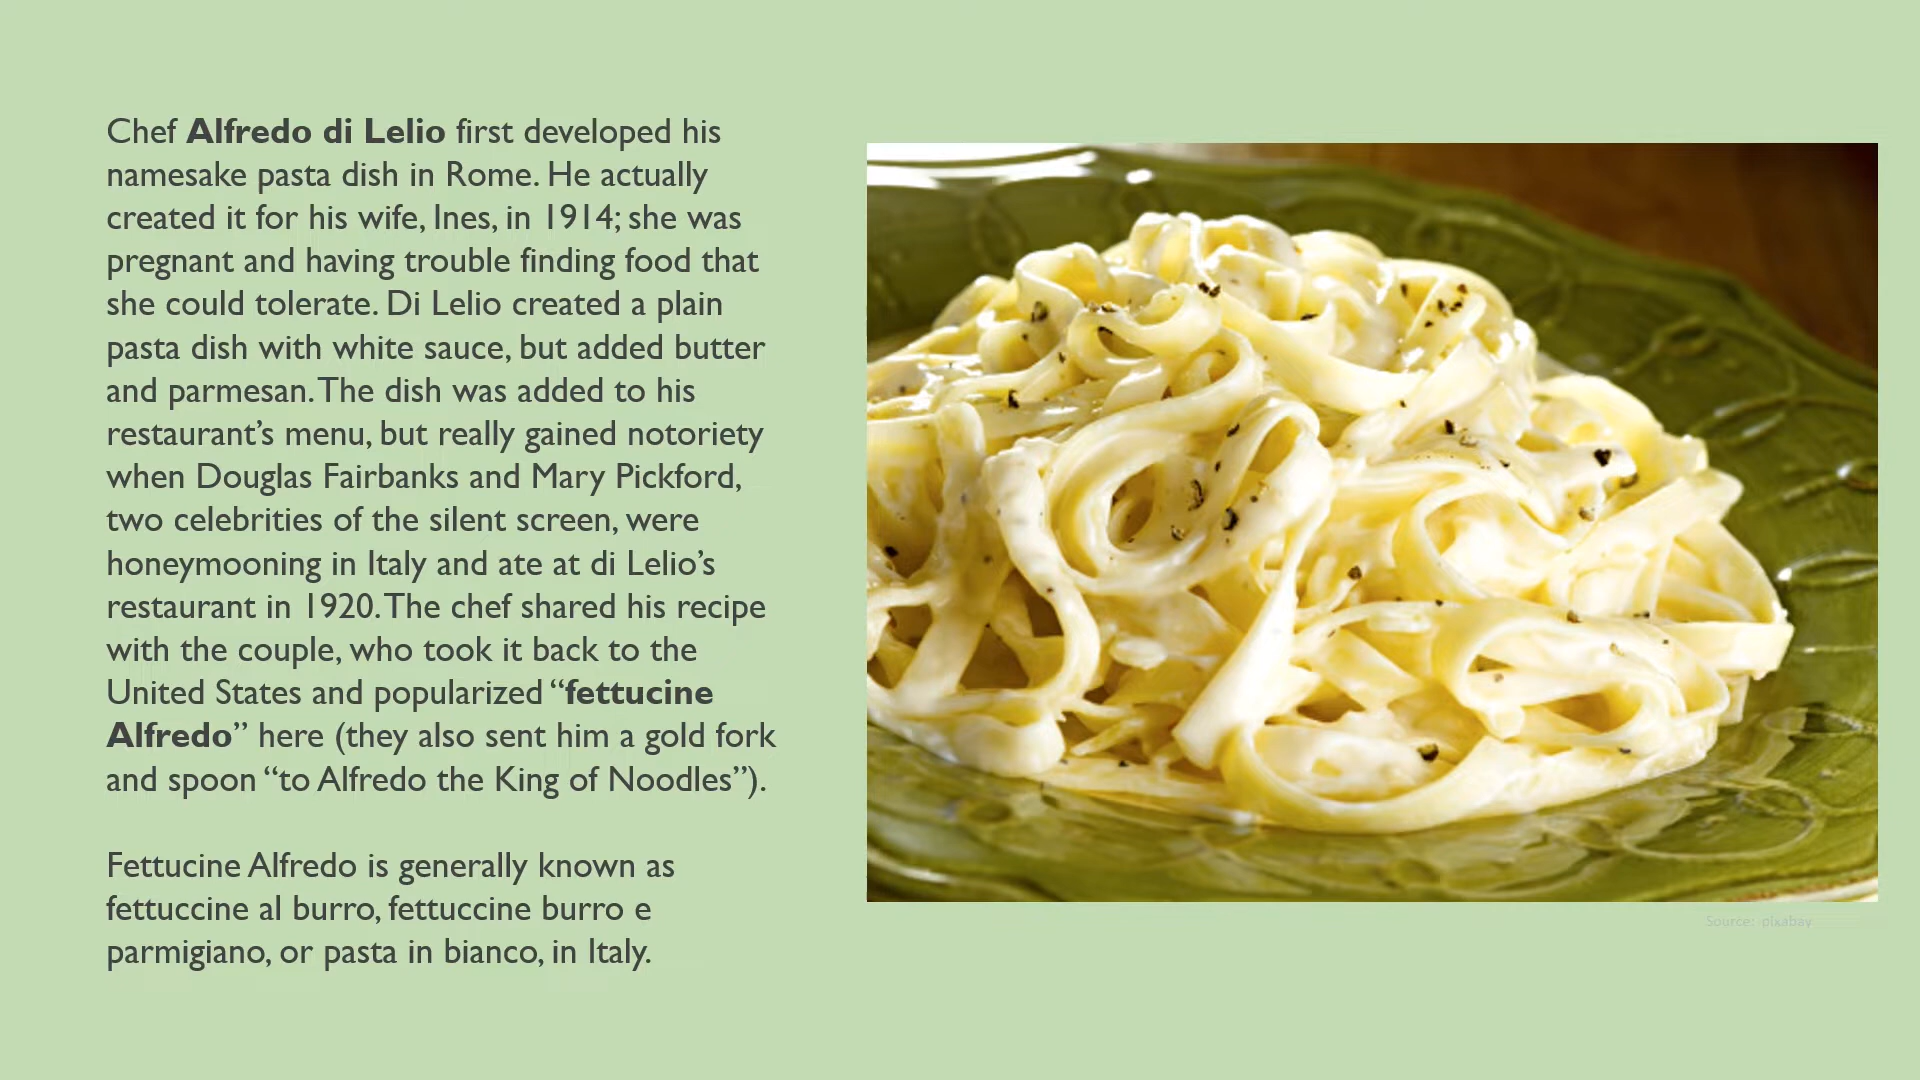 Chef Alfredo di Lelio first developed his
namesake pasta dish in Rome. He actually
created it for his wife, Ines, in 1914; she was
pregnant and having trouble finding food that
she could tolerate. Di Lelio created a plain
pasta dish with white sauce, but added butter
and parmesan. The dish was added to his
restaurant’s menu, but really gained notoriety
when Douglas Fairbanks and Mary Pickford,
two celebrities of the silent screen, were
honeymooning in Italy and ate at di Lelio’s
restaurant in 1920. The chef shared his recipe
with the couple, who took it back to the
United States and popularized “fettucine
Alfredo” here (they also sent him a gold fork
and spoon “to Alfredo the King of Noodles”).
Fettucine Alfredo is generally known as
fettuccine al burro, fettuccine burro e
parmigiano, or pasta in bianco, in Italy.
Source: pixabay